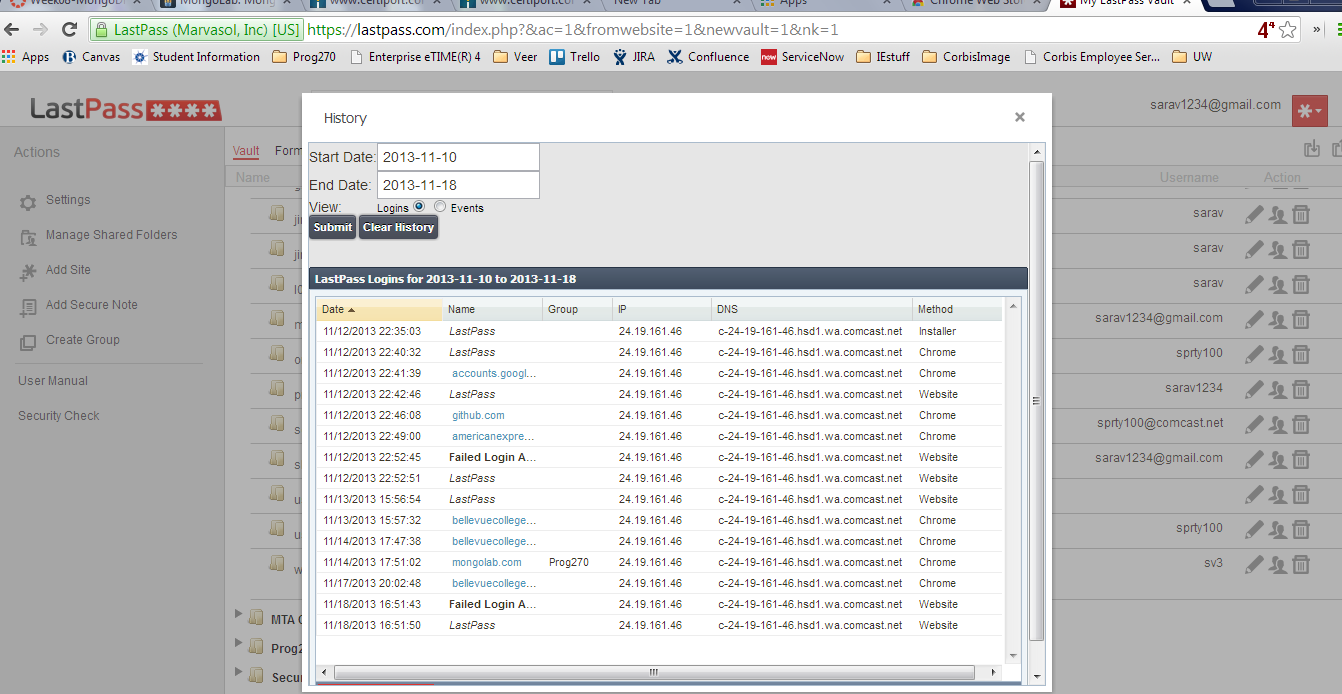 MongoLab: Mong
www.certiport.co
www.certiport.co
New Tab
Apps
Chrome Web Sto
My LastPass Vault
LastPass (Marvasol, Inc) [US] https://lastpass.com/index.php?&ac=1&fromwebsite=1&newvault=1&nk=1
Apps Canvas Student Information Prog270 Enterprise eTIME(R) 4 Veer Trello JIRA Confluence now ServiceNow IEstuff CorbisImage Corbis Employee Ser... UW
LastPass ****
sarav1234@gmail.com
Actions
Settings
Manage Shared Folders
Add Site
Add Secure Note
Create Group
User Manual
Security Check
Vault Form
Name
MTA
Prog2
Secu
History
Start Date: 2013-11-10
End Date: 2013-11-18
View: Logins Events
Submit Clear History
LastPass Logins for 2013-11-10 to 2013-11-18
Date Name Group IP DNS Method
11/12/2013 22:35:03 LastPass 24.19.161.46 c-24-19-161-46.hsd1.wa.comcast.net Installer
11/12/2013 22:40:32 LastPass 24.19.161.46 c-24-19-161-46.hsd1.wa.comcast.net Chrome
11/12/2013 22:41:39 accounts.googl... 24.19.161.46 c-24-19-161-46.hsd1.wa.comcast.net Chrome
11/12/2013 22:42:46 LastPass 24.19.161.46 c-24-19-161-46.hsd1.wa.comcast.net Website
11/12/2013 22:46:08 github.com 24.19.161.46 c-24-19-161-46.hsd1.wa.comcast.net Chrome
11/12/2013 22:49:00 americanexpre... 24.19.161.46 c-24-19-161-46.hsd1.wa.comcast.net Chrome
11/12/2013 22:52:45 Failed Login A... 24.19.161.46 c-24-19-161-46.hsd1.wa.comcast.net Website
11/12/2013 22:52:51 LastPass 24.19.161.46 c-24-19-161-46.hsd1.wa.comcast.net Website
11/13/2013 15:56:54 LastPass 24.19.161.46 c-24-19-161-46.hsd1.wa.comcast.net Website
11/13/2013 15:57:32 bellevuecollege... 24.19.161.46 c-24-19-161-46.hsd1.wa.comcast.net Chrome
11/14/2013 17:47:38 bellevuecollege... 24.19.161.46 c-24-19-161-46.hsd1.wa.comcast.net Chrome
11/14/2013 17:51:02 mongolab.com Prog270 24.19.161.46 c-24-19-161-46.hsd1.wa.comcast.net Chrome
11/17/2013 20:02:48 bellevuecollege... 24.19.161.46 c-24-19-161-46.hsd1.wa.comcast.net Chrome
11/18/2013 16:51:43 Failed Login A... 24.19.161.46 c-24-19-161-46.hsd1.wa.comcast.net Website
11/18/2013 16:51:50 LastPass 24.19.161.46 c-24-19-161-46.hsd1.wa.comcast.net Website
Username Action
sarav
sarav
sarav
sarav1234@gmail.com
sprty100
sarav1234
sprty100@comcast.net
sarav1234@gmail.com
sprty100
sv3